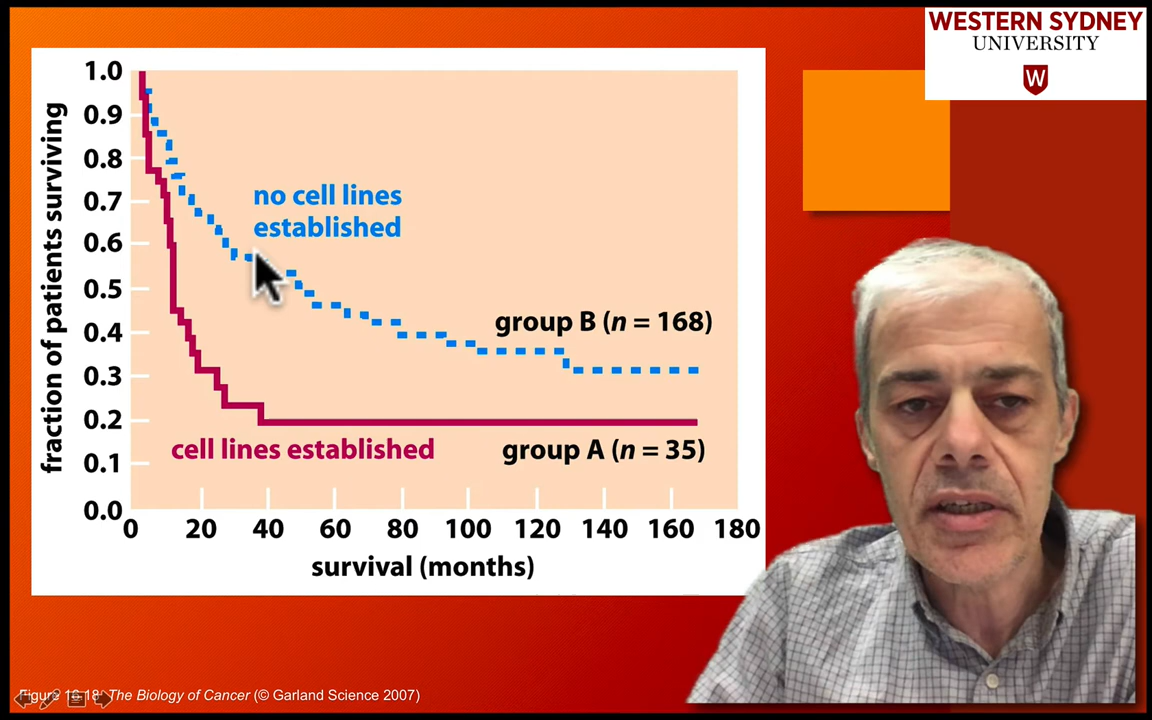 WESTERN SYDNEY
UNIVERSITY
W
1.0
0.9
0.8
0.7
0.6
0.5
0.4
0.3
0.2
0.1
0.0
fraction of patients surviving
no cell lines
established
group B (n = 168)
cell lines established
group A (n = 35)
0 20 40 60 80 100 120 140 160 180
survival (months)
The Biology of Cancer (© Garland Science 2007)